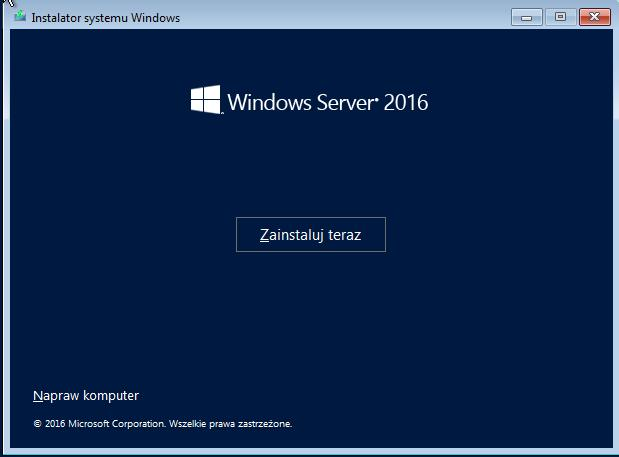 Instalator systemu Windows
Windows Server® 2016
Zainstaluj teraz
Napraw komputer
© 2016 Microsoft Corporation. Wszelkie prawa zastrzeżone.